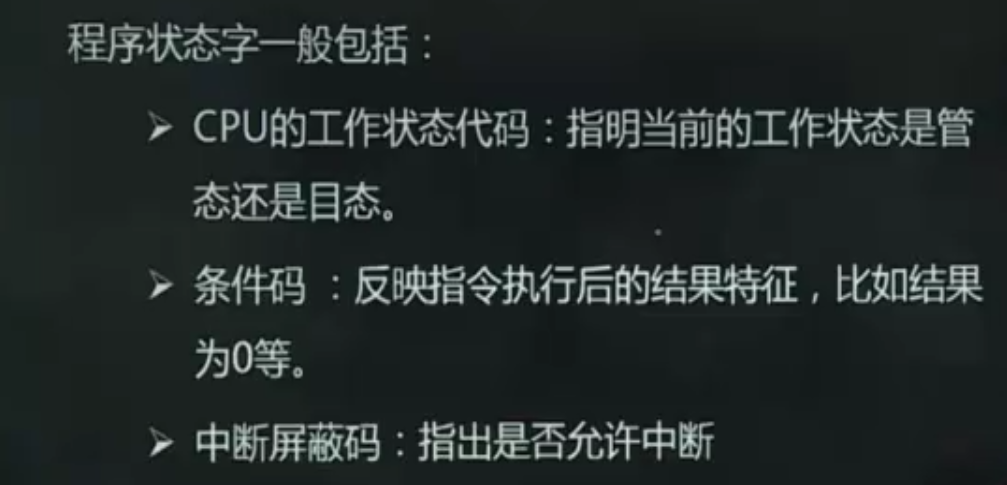 程序状态字一般包括：
➢ CPU的工作状态代码：指明当前的工作状态是管
态还是目态。
➢ 条件码 ：反映指令执行后的结果特征，比如结果
为0等。
➢ 中断屏蔽码：指出是否允许中断